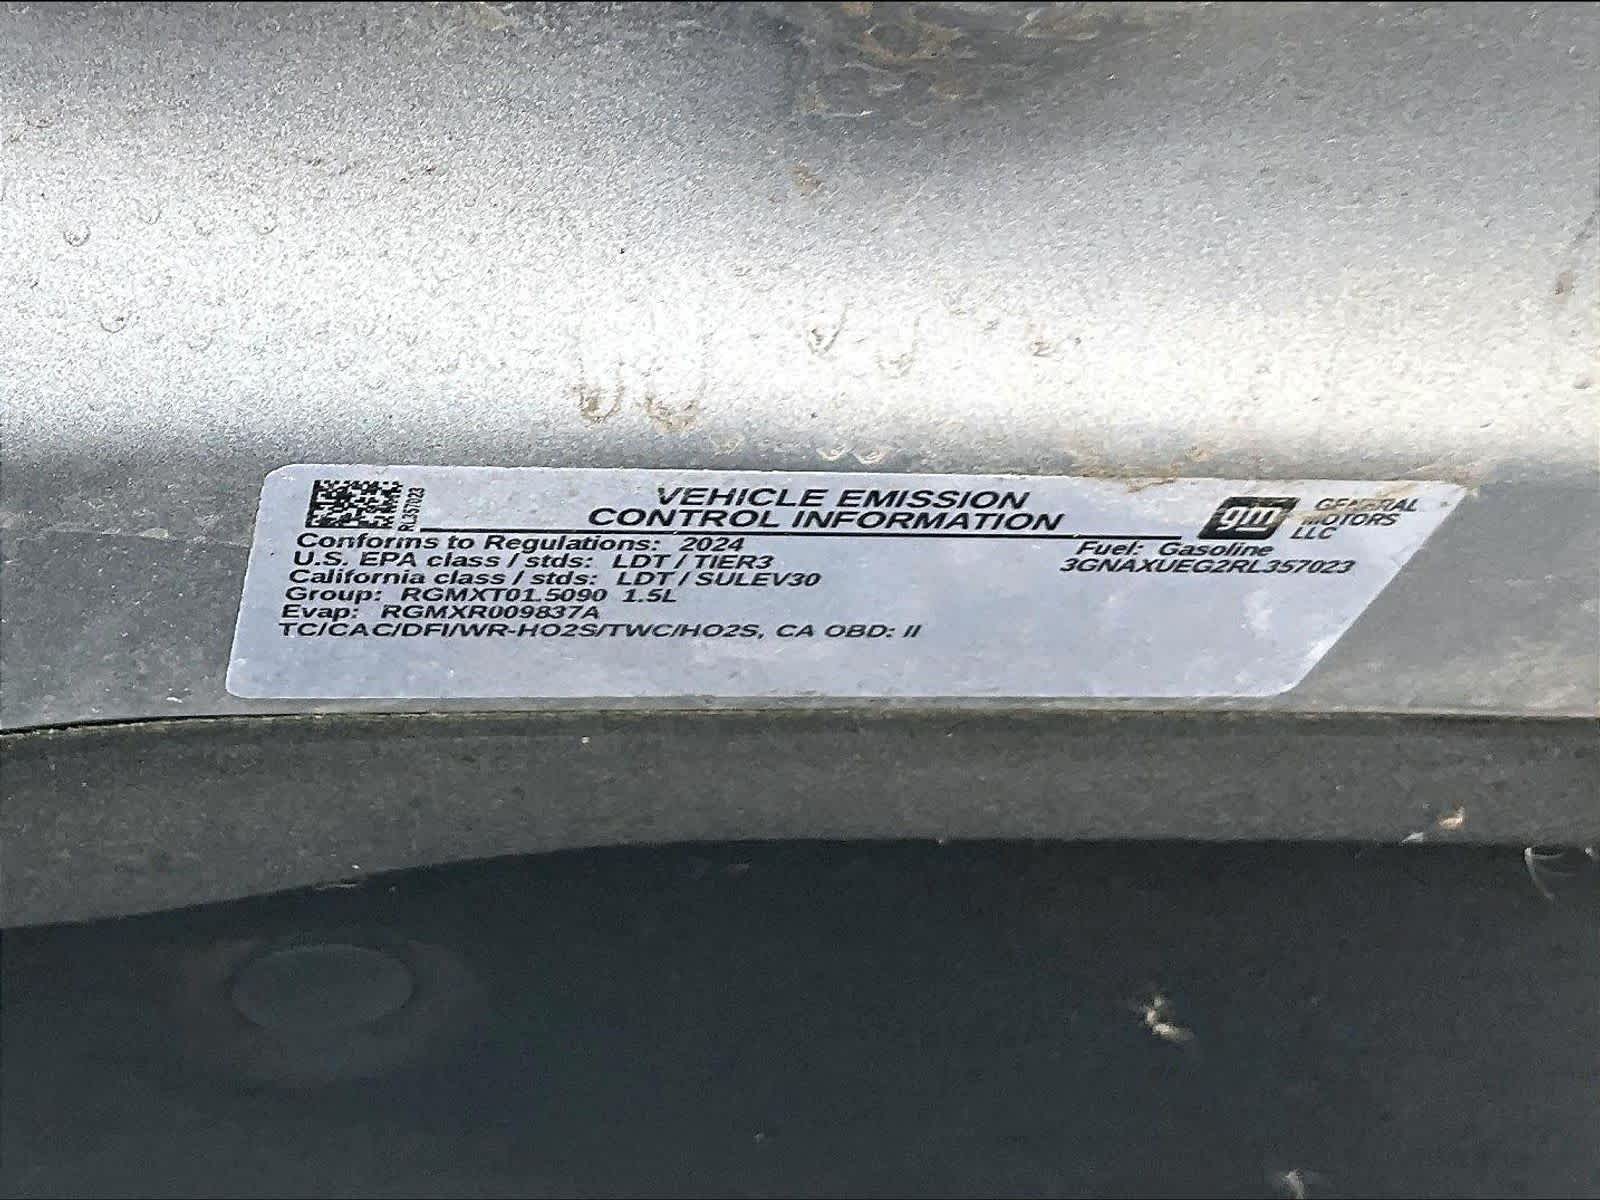 RL357023
VEHICLE EMISSION
CONTROL INFORMATION
gm
GENERAL
MOTORS
LLC
Conforms to Regulations: 2024
Fuel: Gasoline
U.S. EPA class / stds: LDT / TIER3
3GNAXUEG2RL357023
California class / stds: LDT / SULEV30
Group: RGMXT01.5090 1.5L
Evap: RGMXR009837A
TC/CAC/DFI/WR-HO2S/TWC/HO2S, CA OBD: II